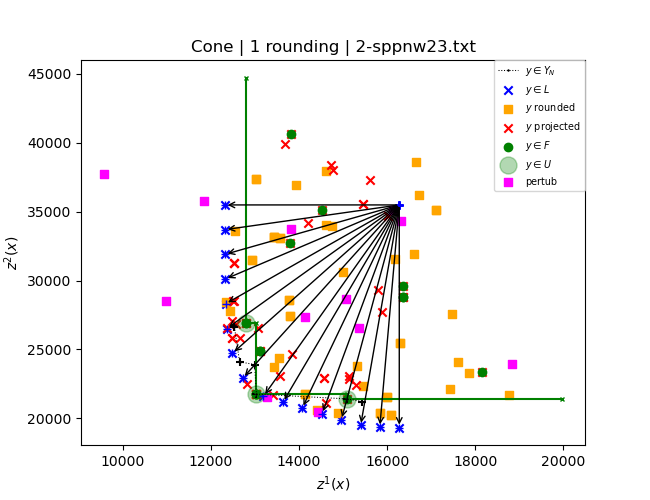 Cone | 1 rounding | 2-sppnw23.txt
z²(x)
45000
40000
35000
30000
25000
20000
y ∈ Y_N
y ∈ L
y rounded
y projected
y ∈ F
y ∈ U
pertub
10000 12000 14000 16000 18000 20000
z¹(x)